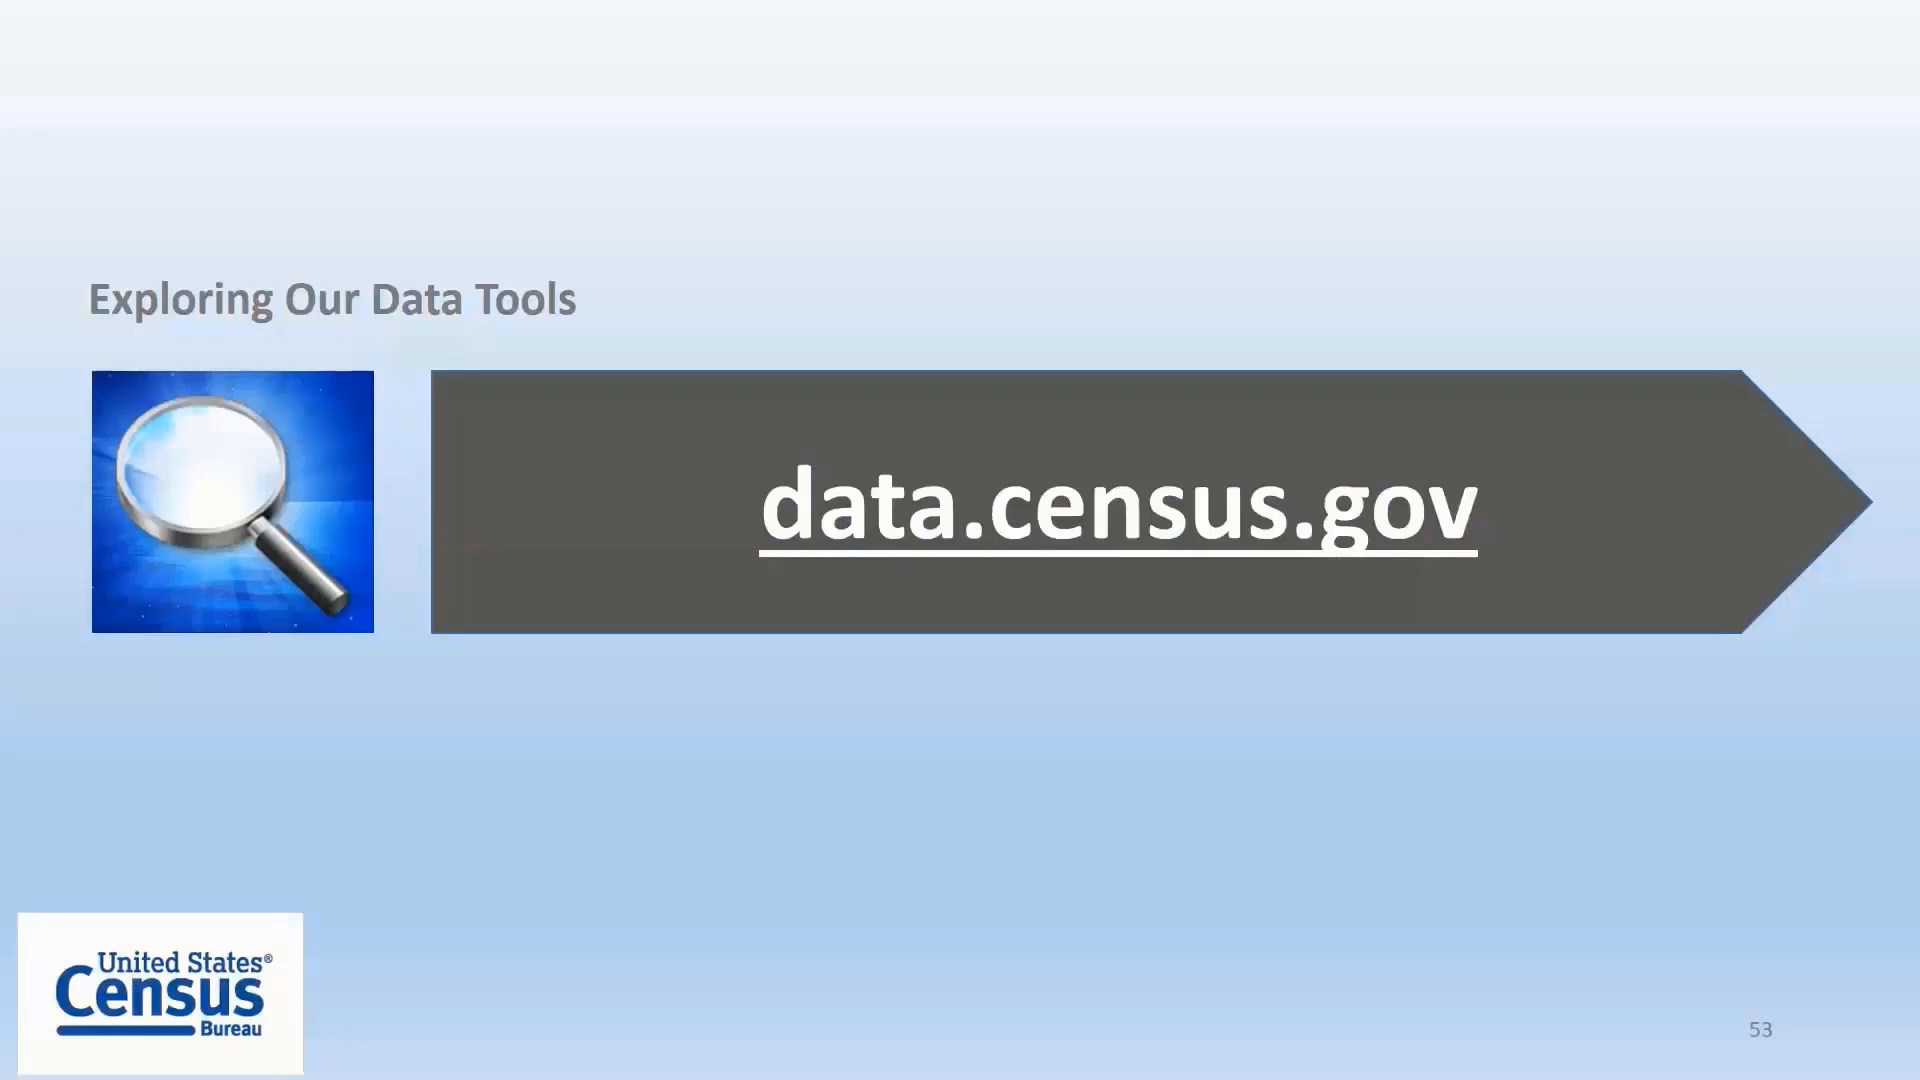 Exploring Our Data Tools
data.census.gov
United States®
Census
Bureau
53